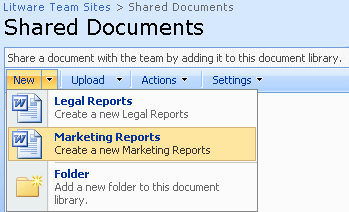 Litware Team Sites > Shared Documents
Shared Documents
Share a document with the team by adding it to this document library.
New Upload Actions Settings
Legal Reports
Create a new Legal Reports
Marketing Reports
Create a new Marketing Reports
Folder
Add a new folder to this document
library.